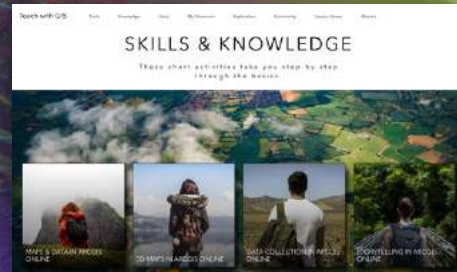 Teach with GIS
SKILLS & KNOWLEDGE
These short activities take you step-by-step
through the basics.
MAPS & DATA IN ARCGIS
ONLINE
3D MAPS IN ARCGIS ONLINE
DATA COLLECTION IN ARCGIS
ONLINE
STORYTELLING IN ARCGIS
ONLINE